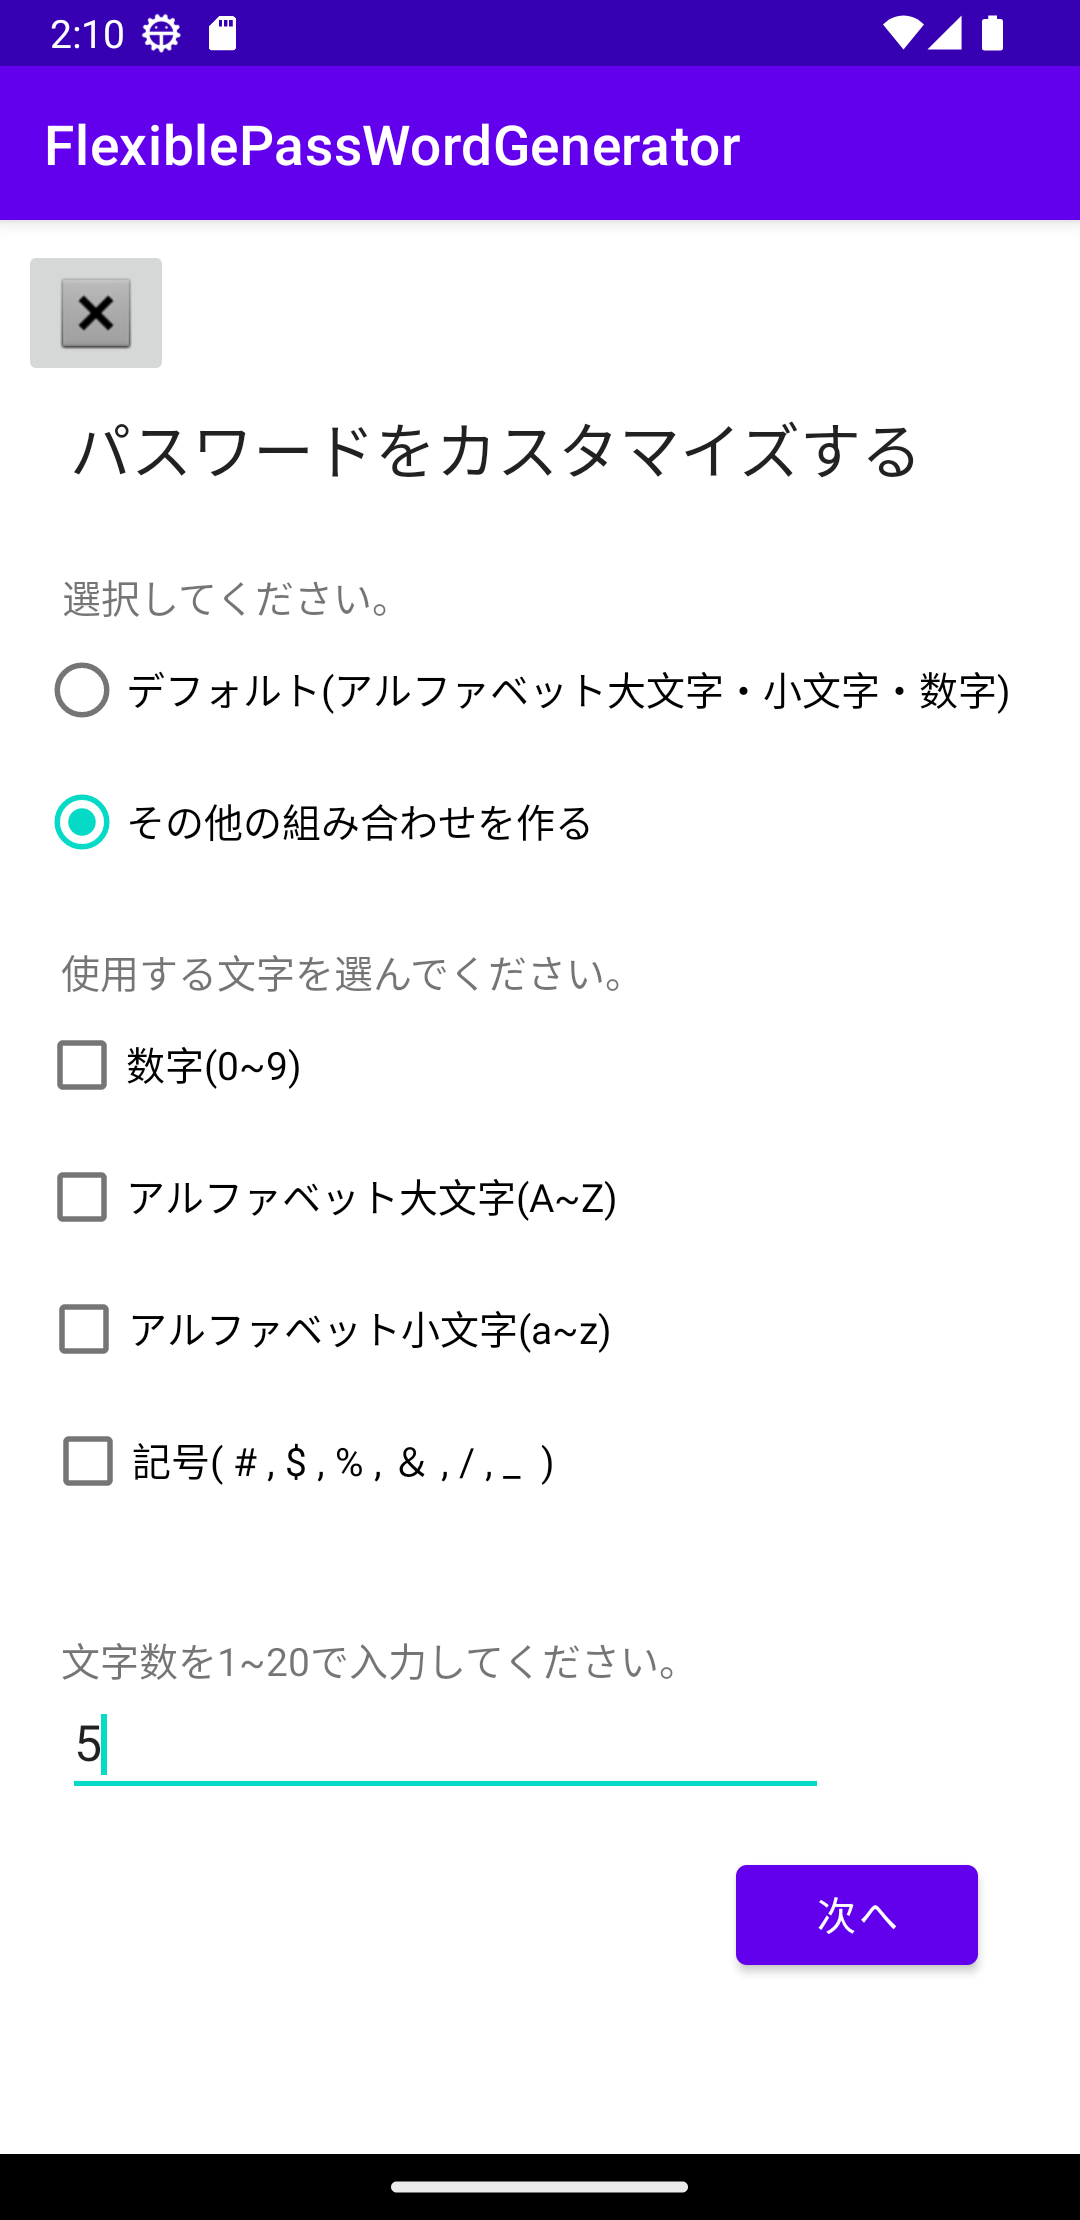 2:10
FlexiblePassWordGenerator
パスワードをカスタマイズする
選択してください。
デフォルト(アルファベット大文字・小文字・数字)
その他の組み合わせを作る
使用する文字を選んでください。
数字(0~9)
アルファベット大文字(A~Z)
アルファベット小文字(a~z)
記号( # , $ , % , & , / , _ )
文字数を1~20で入力してください。
5
次へ